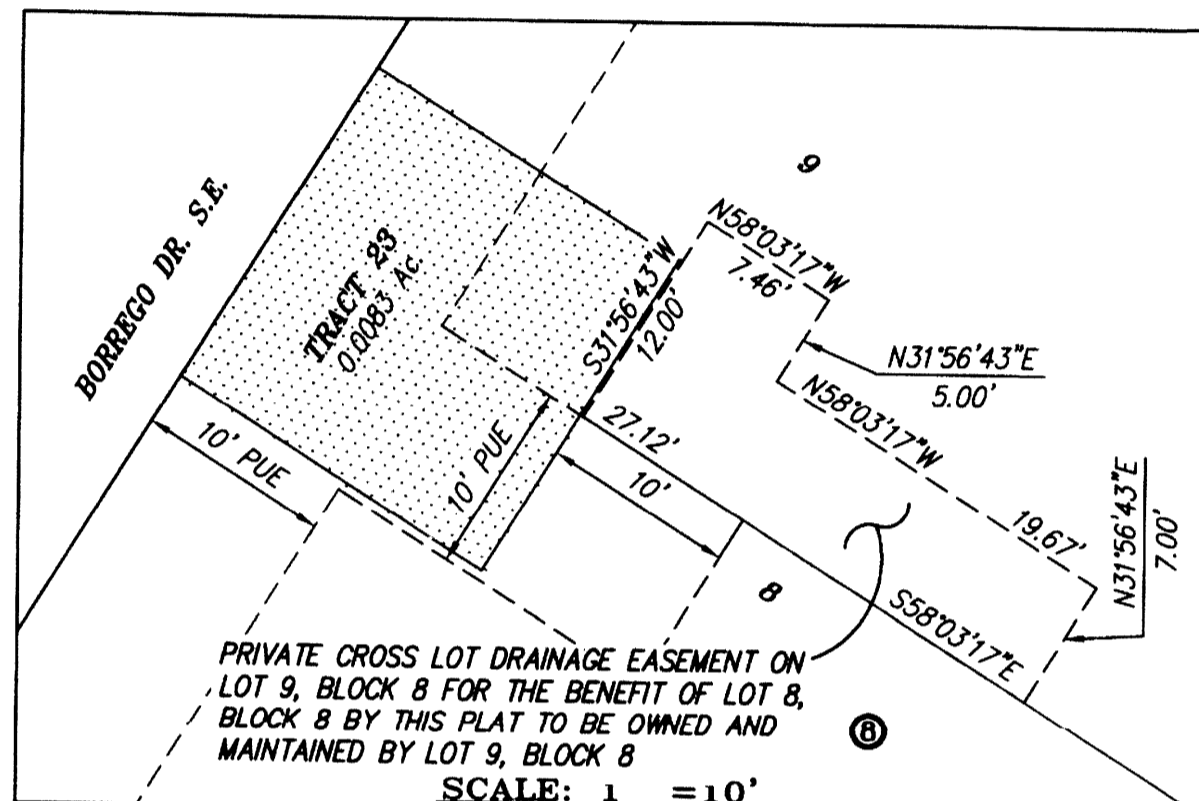 9
BORREGO DR. S.E.
TRACT 23
0.0083 Ac.
S31°56'43"W
12.00'
N58°03'17"W
7.46'
N31°56'43"E
5.00'
N58°03'17"W
19.67'
N31°56'43"E
7.00'
27.12'
S58°03'17"E
10' PUE
10' PUE
10'
8
PRIVATE CROSS LOT DRAINAGE EASEMENT ON
LOT 9, BLOCK 8 FOR THE BENEFIT OF LOT 8,
BLOCK 8 BY THIS PLAT TO BE OWNED AND
MAINTAINED BY LOT 9, BLOCK 8
8
SCALE: 1 =10'